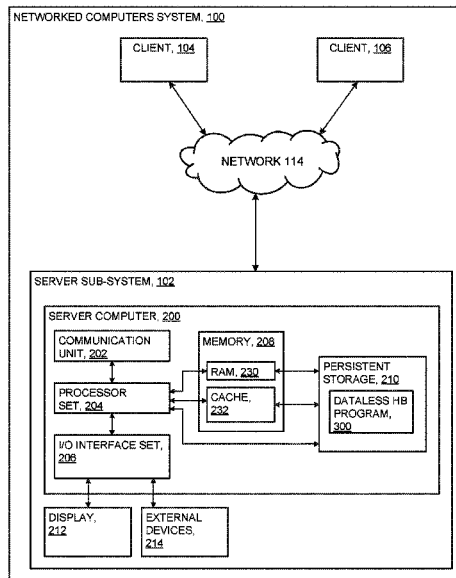 NETWORKED COMPUTERS SYSTEM, 100
CLIENT, 104
CLIENT, 106
NETWORK 114
SERVER SUB-SYSTEM, 102
SERVER COMPUTER, 200
COMMUNICATION
UNIT, 202
PROCESSOR
SET, 204
I/O INTERFACE SET,
206
MEMORY, 208
RAM, 230
CACHE,
232
PERSISTENT
STORAGE, 210
DATALESS HB
PROGRAM,
300
DISPLAY,
212
EXTERNAL
DEVICES, 214